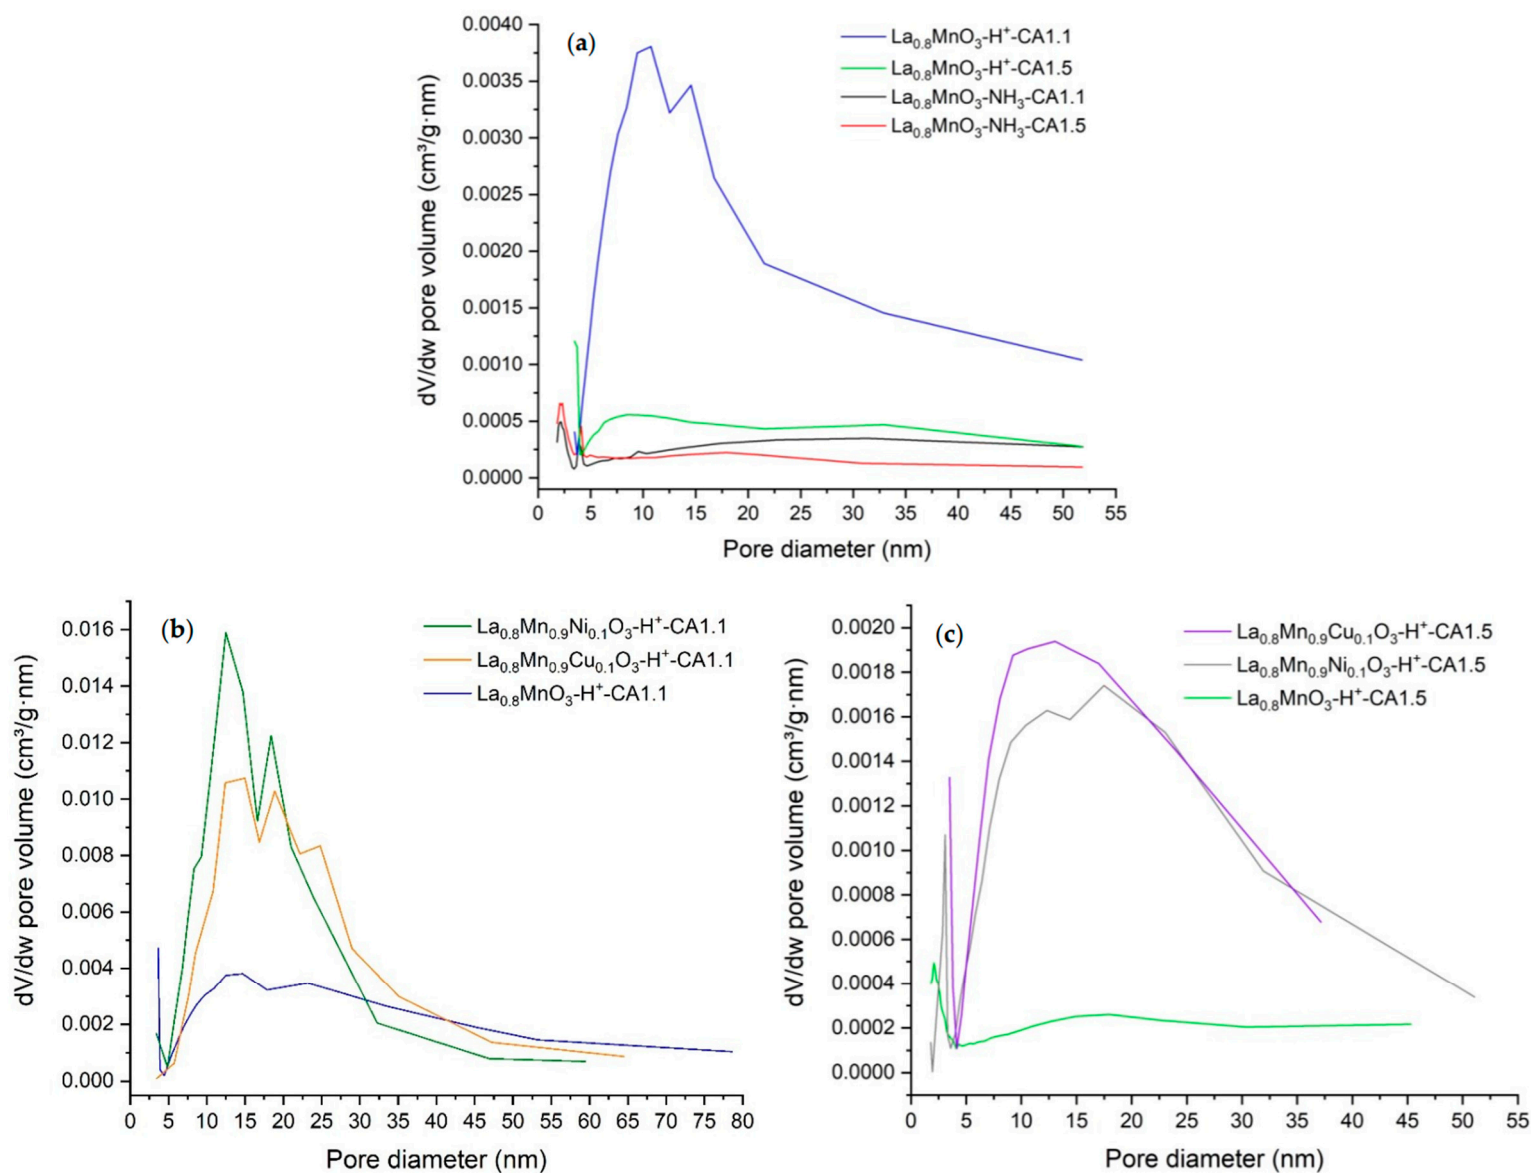 (a)
La0.8MnO3-H+-CA1.1
La0.8MnO3-H+-CA1.5
La0.8MnO3-NH3-CA1.1
La0.8MnO3-NH3-CA1.5
dV/dw pore volume (cm³/g·nm)
0.0040
0.0035
0.0030
0.0025
0.0020
0.0015
0.0010
0.0005
0.0000
0 5 10 15 20 25 30 35 40 45 50 55
Pore diameter (nm)
(b)
La0.8Mn0.9Ni0.1O3-H+-CA1.1
La0.8Mn0.9Cu0.1O3-H+-CA1.1
La0.8MnO3-H+-CA1.1
dV/dw pore volume (cm³/g·nm)
0.016
0.014
0.012
0.010
0.008
0.006
0.004
0.002
0.000
0 5 10 15 20 25 30 35 40 45 50 55 60 65 70 75 80
Pore diameter (nm)
(c)
La0.8Mn0.9Cu0.1O3-H+-CA1.5
La0.8Mn0.9Ni0.1O3-H+-CA1.5
La0.8MnO3-H+-CA1.5
dV/dw pore volume (cm³/g·nm)
0.0020
0.0018
0.0016
0.0014
0.0012
0.0010
0.0008
0.0006
0.0004
0.0002
0.0000
0 5 10 15 20 25 30 35 40 45 50 55
Pore diameter (nm)